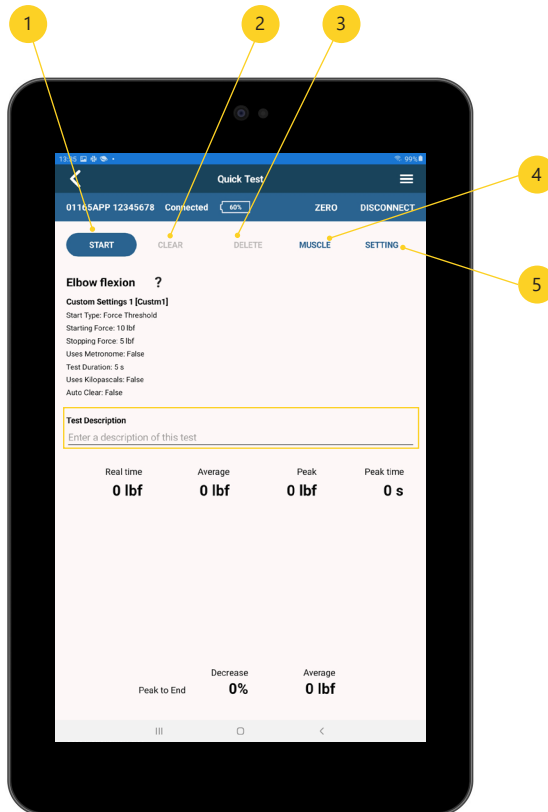 1
2
3
13:35 99%
Quick Test
4
01165APP 12345678 Connected 60% ZERO DISCONNECT
START CLEAR DELETE MUSCLE SETTING
5
Elbow flexion ?
Custom Settings 1 [Custm1]
Start Type: Force Threshold
Starting Force: 10 lbf
Stopping Force: 5 lbf
Uses Metronome: False
Test Duration: 5 s
Uses Kilopascals: False
Auto Clear: False
Test Description
Enter a description of this test
Real time Average Peak Peak time
0 lbf 0 lbf 0 lbf 0 s
Decrease Average
Peak to End 0% 0 lbf